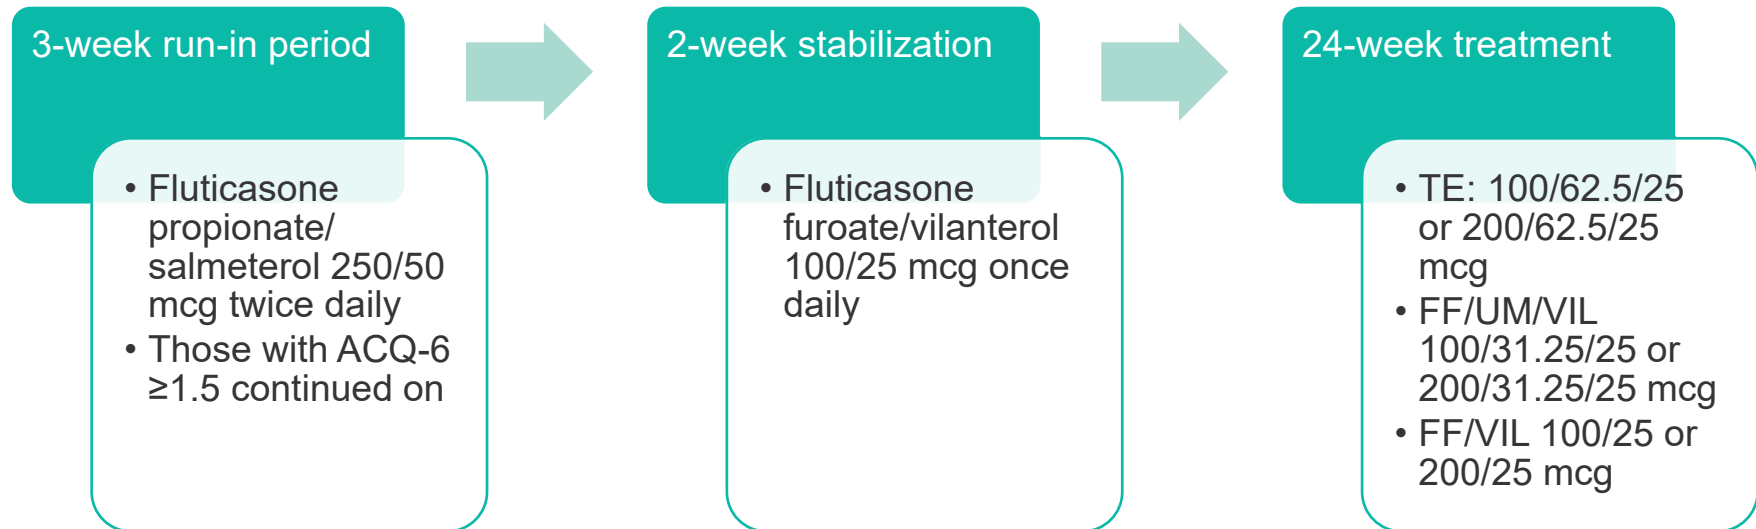 3-week run-in period
• Fluticasone
propionate/
salmeterol 250/50
mcg twice daily
• Those with ACQ-6
≥1.5 continued on
2-week stabilization
• Fluticasone
furoate/vilanterol
100/25 mcg once
daily
24-week treatment
• TE: 100/62.5/25
or 200/62.5/25
mcg
• FF/UM/VIL
100/31.25/25 or
200/31.25/25 mcg
• FF/VIL 100/25 or
200/25 mcg